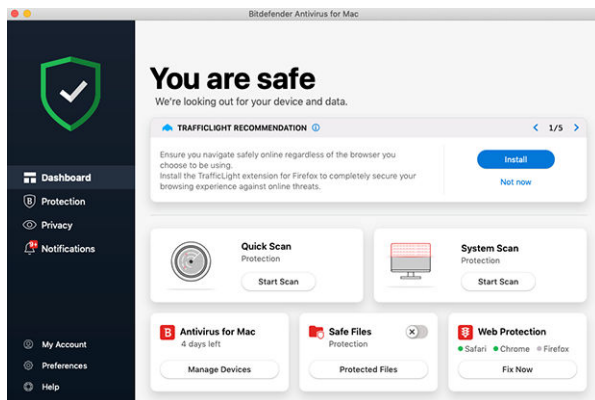 Bitdefender Antivirus for Mac
You are safe
We're looking out for your device and data.
TRAFFICLIGHT RECOMMENDATION
1/5
Ensure you navigate safely online regardless of the browser you
choose to be using.
Install the TrafficLight extension for Firefox to completely secure your
browsing experience against online threats.
Install
Not now
Dashboard
B Protection
Privacy
9+ Notifications
My Account
Preferences
Help
Quick Scan
Protection
Start Scan
System Scan
Protection
Start Scan
B Antivirus for Mac
4 days left
Manage Devices
Safe Files
Protection
Protected Files
Web Protection
Safari Chrome Firefox
Fix Now